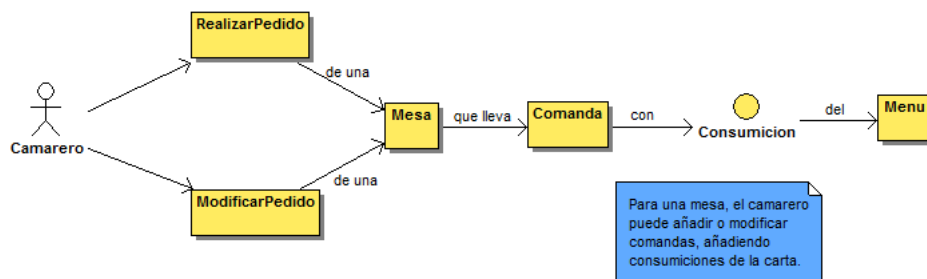 RealizarPedido
de una
Camarero
Mesa
que lleva
Comanda
con
Consumicion
del
Menu
de una
ModificarPedido
Para una mesa, el camarero
puede añadir o modificar
comandas, añadiendo
consumiciones de la carta.